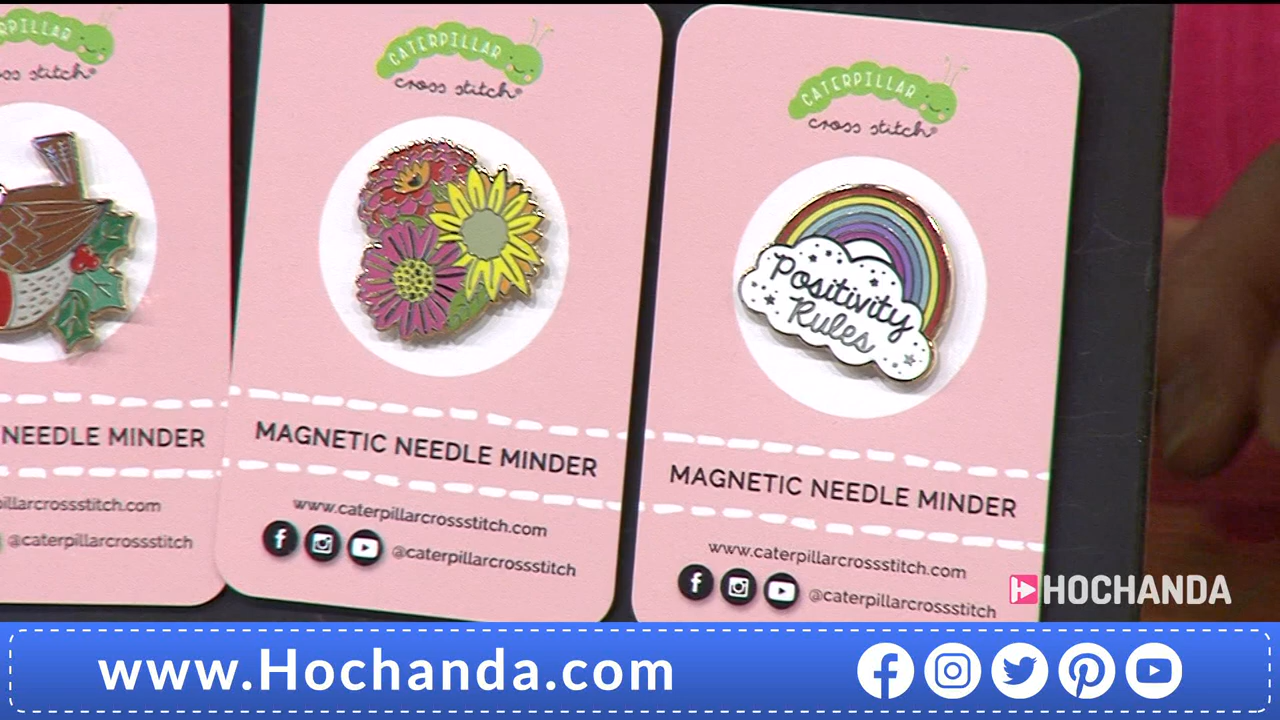 CATERPILLAR
cross stitch®
NEEDLE MINDER
@caterpillarcrossstitch
CATERPILLAR
cross stitch®
MAGNETIC NEEDLE MINDER
www.caterpillarcrossstitch.com
@caterpillarcrossstitch
CATERPILLAR
cross stitch®
Positivity
Rules
MAGNETIC NEEDLE MINDER
www.caterpillarcrossstitch.com
@caterpillarcrossstitch
HOCHANDA
www.Hochanda.com